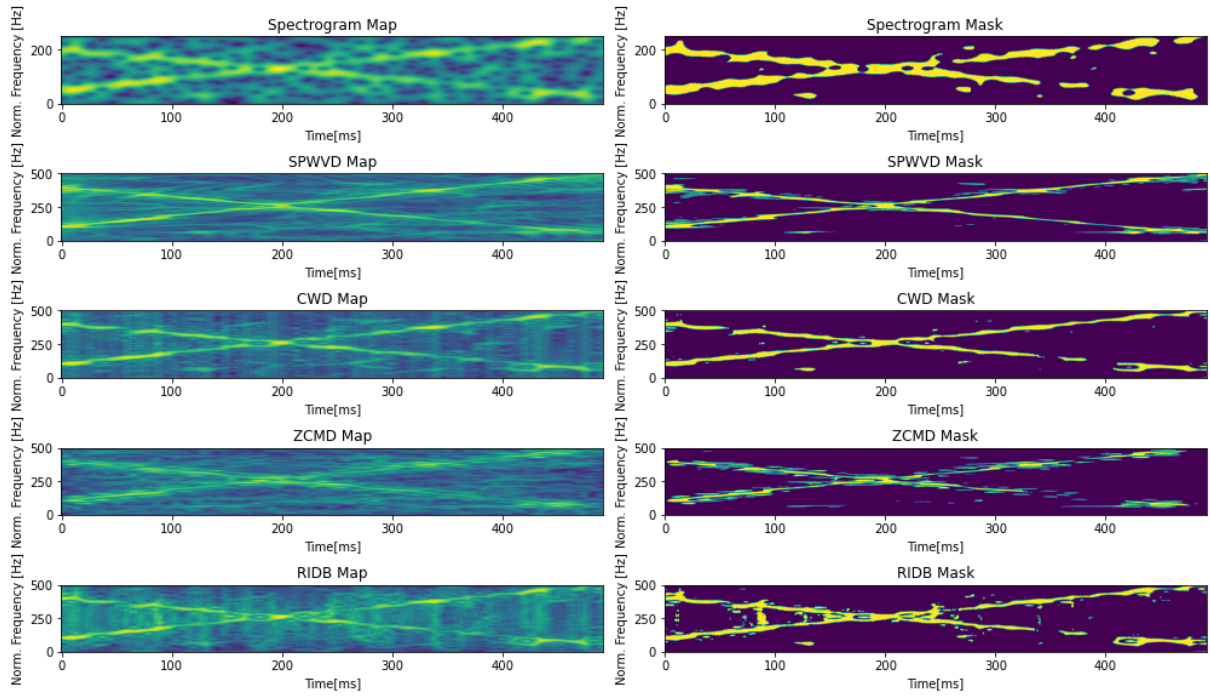 Spectrogram Map
Norm. Frequency [Hz]
200
0
0 100 200 300 400
Time[ms]
Spectrogram Mask
Norm. Frequency [Hz]
200
0
0 100 200 300 400
Time[ms]
SPWVD Map
Norm. Frequency [Hz]
500
250
0
0 100 200 300 400
Time[ms]
SPWVD Mask
Norm. Frequency [Hz]
500
250
0
0 100 200 300 400
Time[ms]
CWD Map
Norm. Frequency [Hz]
500
250
0
0 100 200 300 400
Time[ms]
CWD Mask
Norm. Frequency [Hz]
500
250
0
0 100 200 300 400
Time[ms]
ZCMD Map
Norm. Frequency [Hz]
500
250
0
0 100 200 300 400
Time[ms]
ZCMD Mask
Norm. Frequency [Hz]
500
250
0
0 100 200 300 400
Time[ms]
RIDB Map
Norm. Frequency [Hz]
500
250
0
0 100 200 300 400
Time[ms]
RIDB Mask
Norm. Frequency [Hz]
500
250
0
0 100 200 300 400
Time[ms]